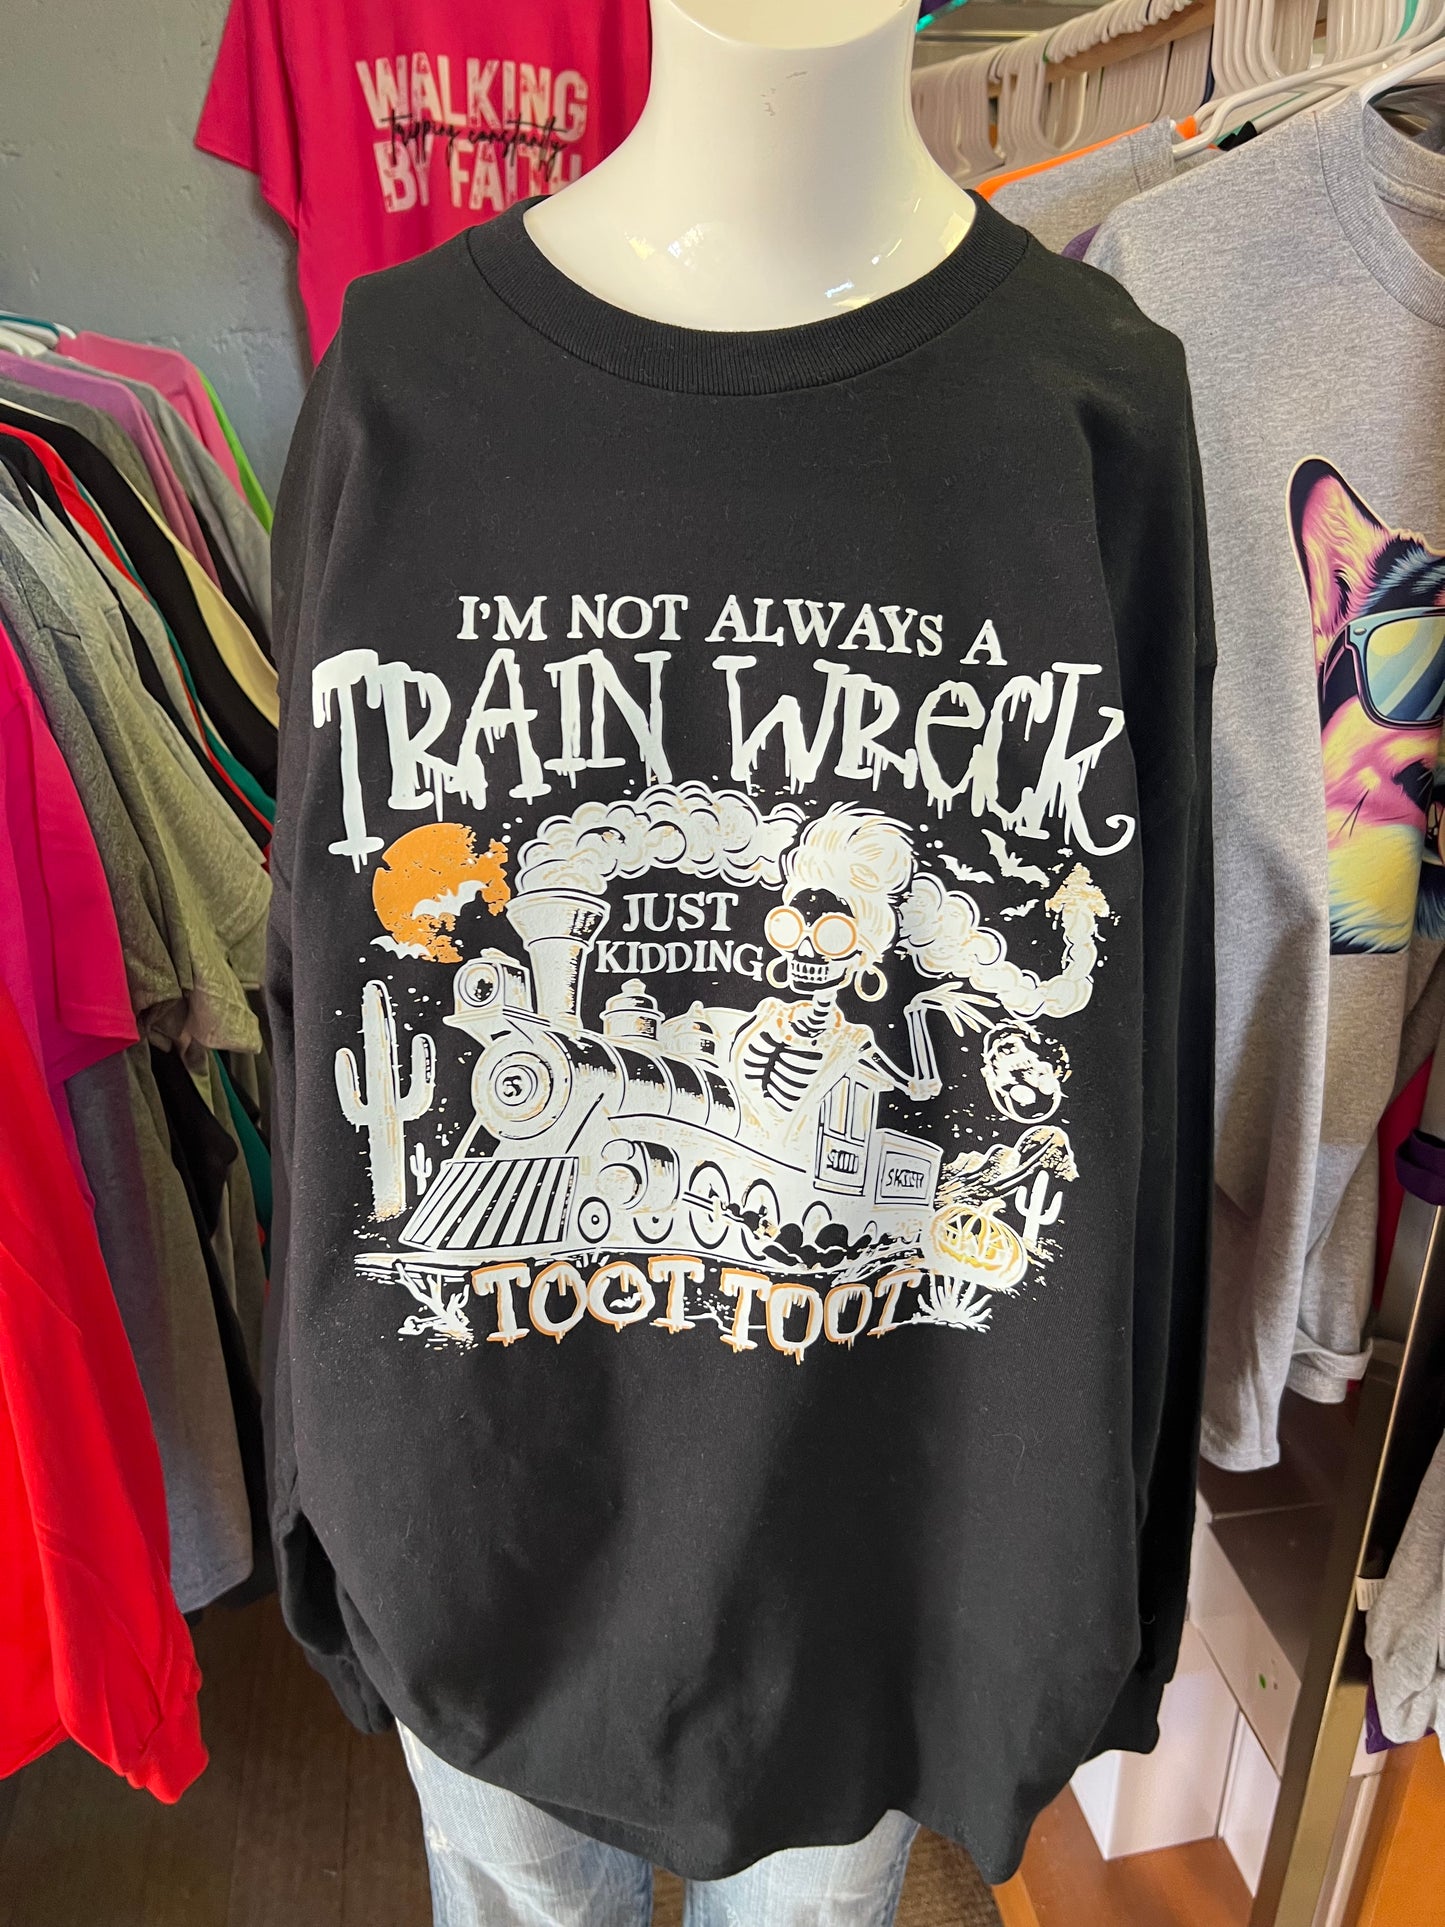 WALKING
tripping constantly
BY FAITH
I'M NOT ALWAYS A
TRAIN WRECK
JUST
KIDDING
TOOT TOOT